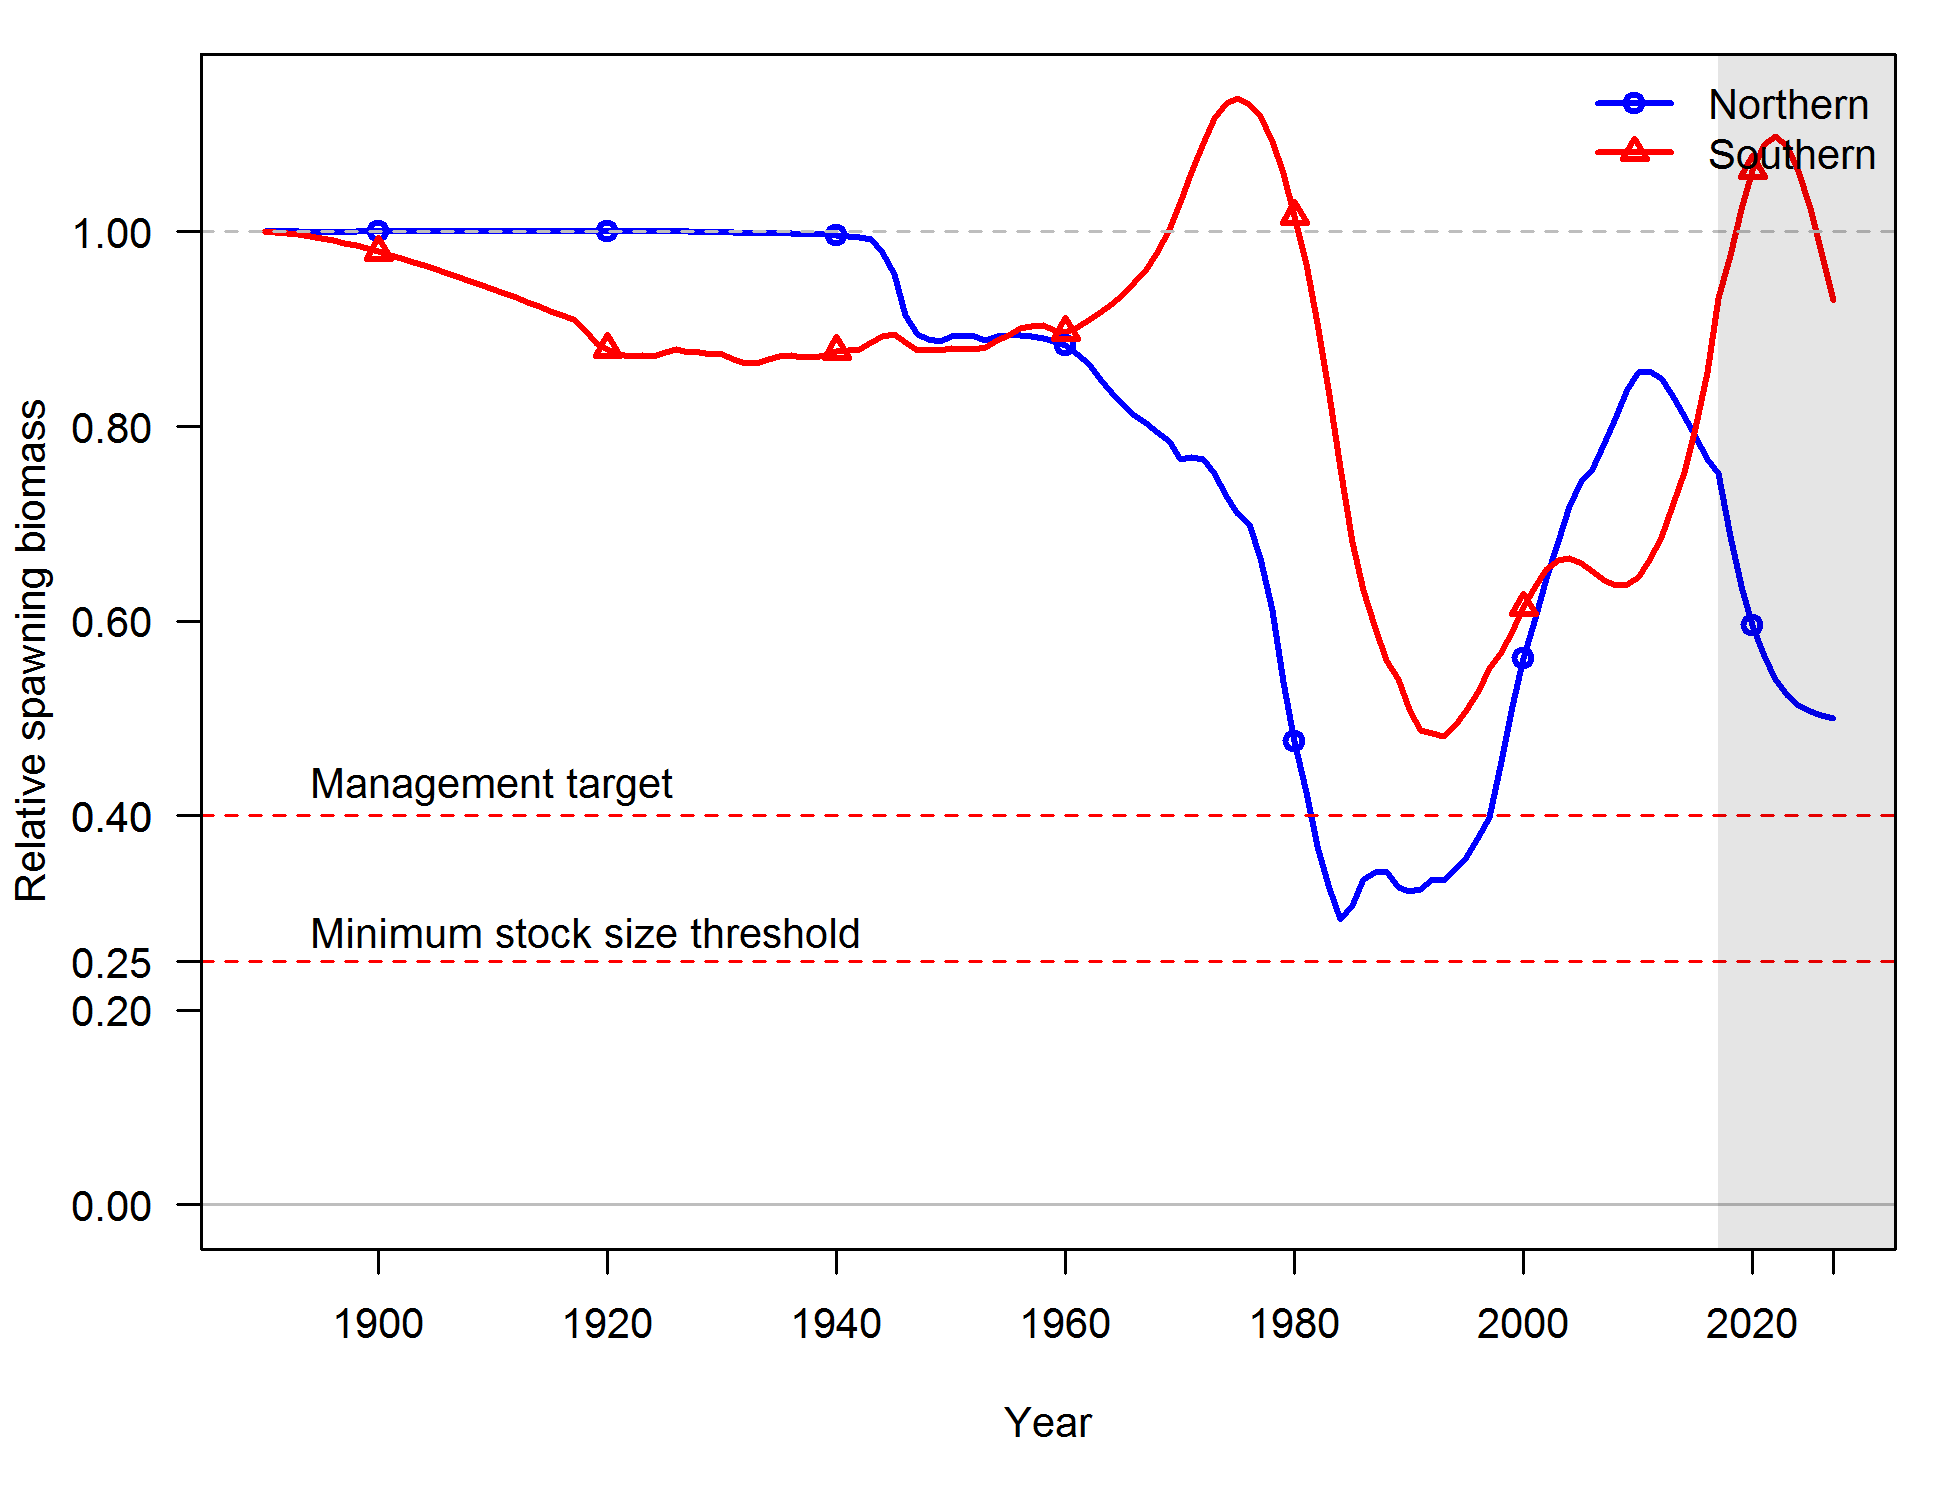 Northern
Southern
Relative spawning biomass
1.00
0.80
0.60
Management target
0.40
Minimum stock size threshold
0.25
0.20
0.00
1900 1920 1940 1960 1980 2000 2020
Year